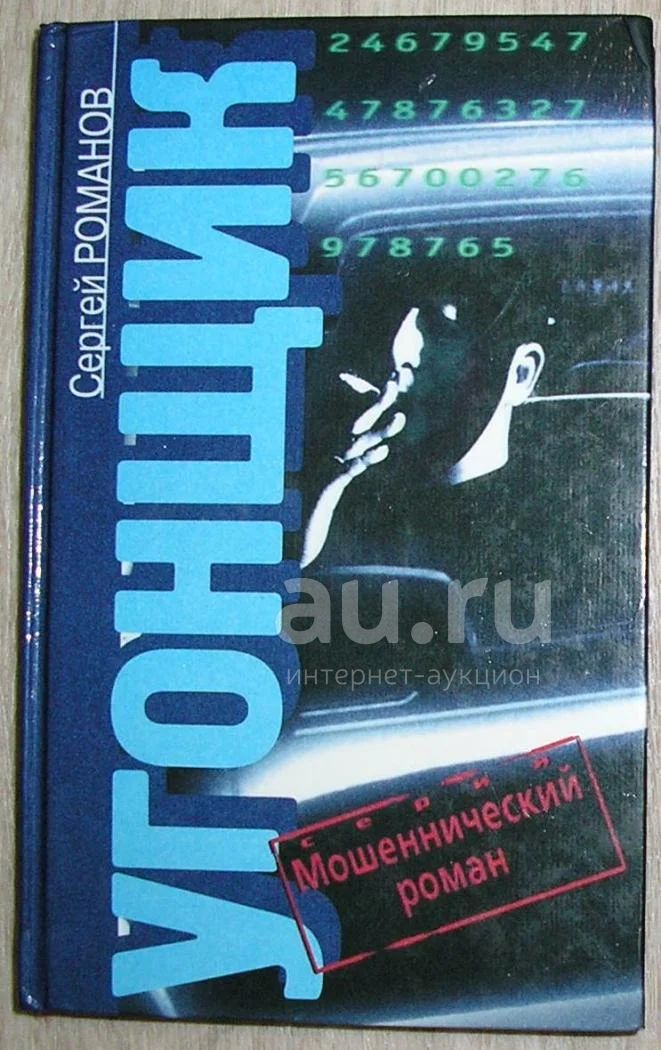 Сергей РОМАНОВ
УГОНЩИК
24679547
47876327
56700276
978765
au.ru
интернет-аукцион
серия
Мошеннический
роман